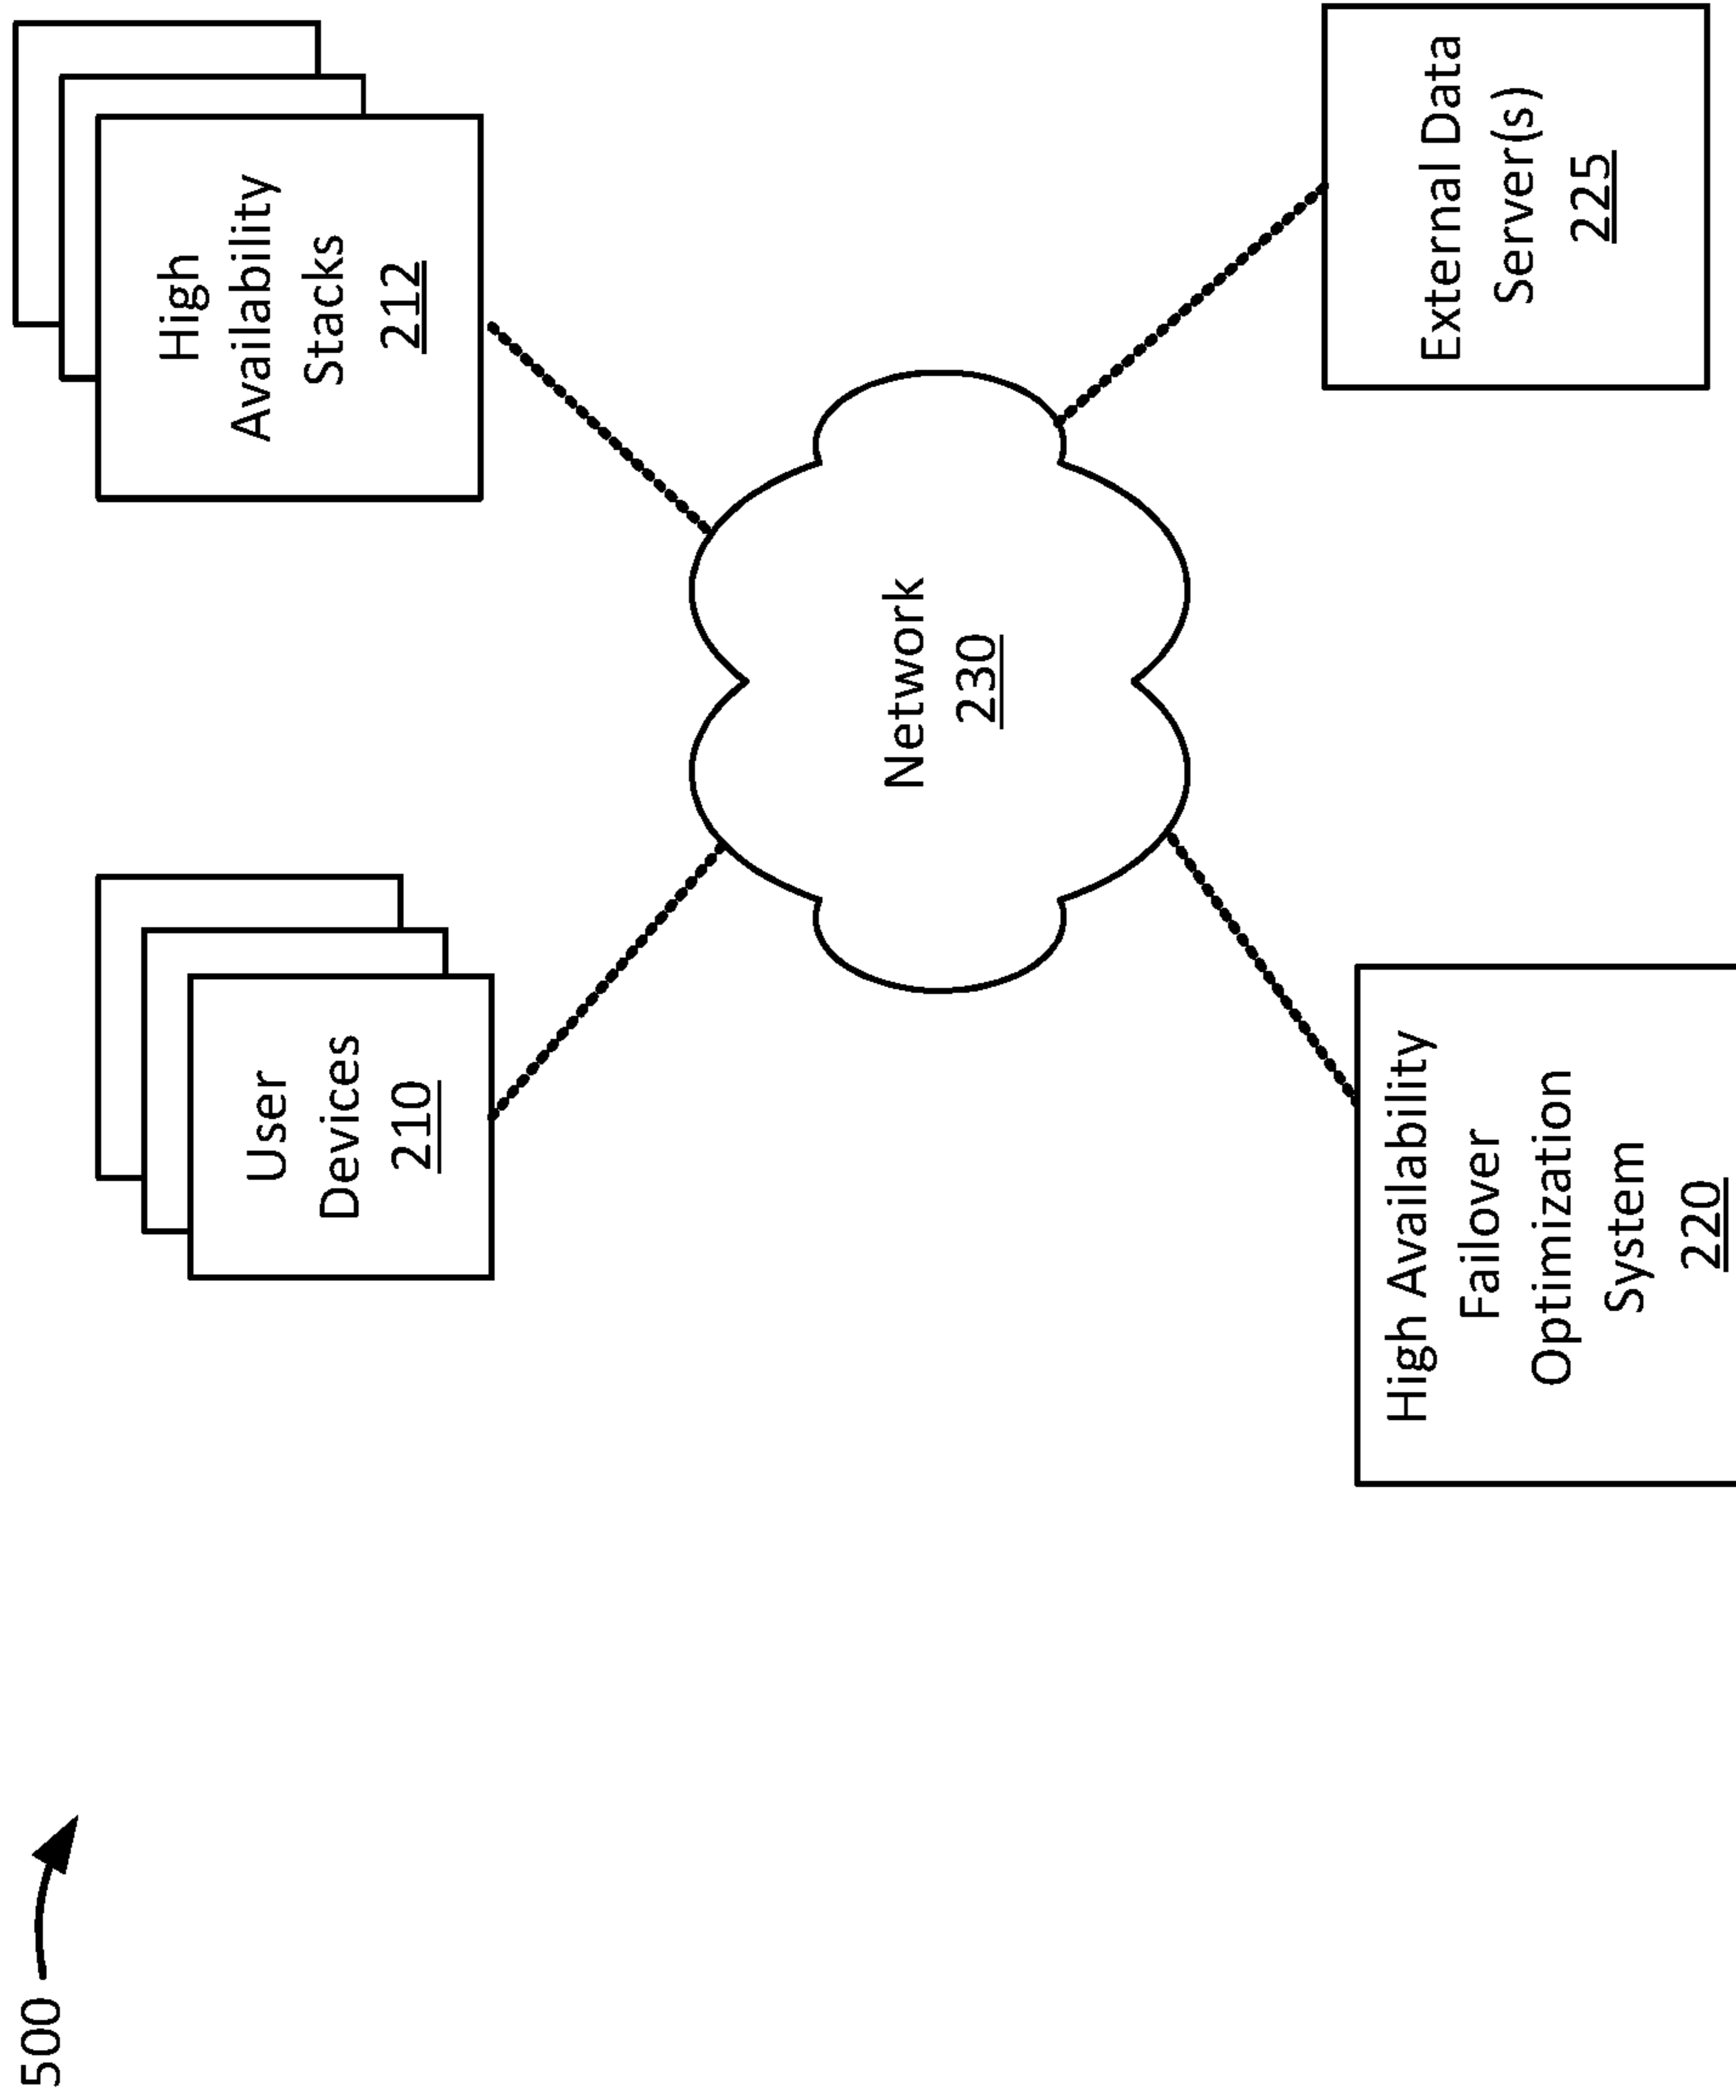 500
User
Devices
210
High
Availability
Stacks
212
Network
230
High Availability
Failover
Optimization
System
220
External Data
Server(s)
225